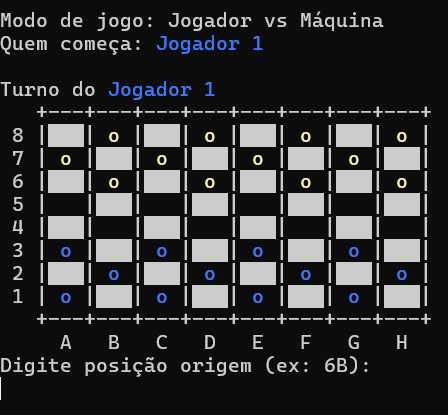 Modo de jogo: Jogador vs Máquina
Quem começa: Jogador 1
Turno do Jogador 1
+---+---+---+---+---+---+---+---+
8 |   | o |   | o |   | o |   | o |
7 | o |   | o |   | o |   | o |   |
6 |   | o |   | o |   | o |   | o |
5 |   |   |   |   |   |   |   |   |
4 |   |   |   |   |   |   |   |   |
3 | o |   | o |   | o |   | o |   |
2 |   | o |   | o |   | o |   | o |
1 | o |   | o |   | o |   | o |   |
+---+---+---+---+---+---+---+---+
A B C D E F G H
Digite posição origem (ex: 6B):